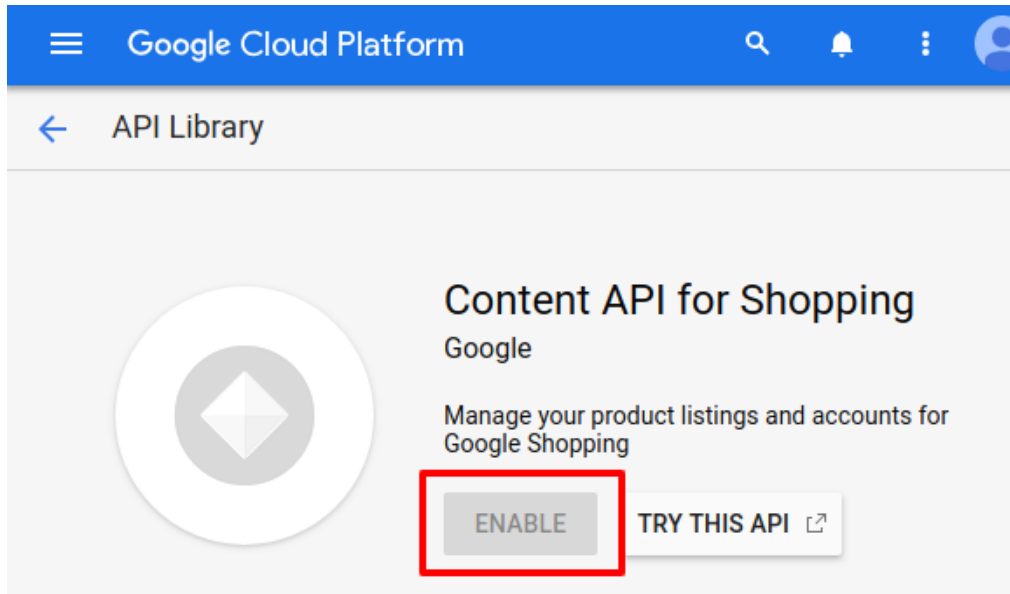 Google Cloud Platform
API Library
Content API for Shopping
Google
Manage your product listings and accounts for
Google Shopping
ENABLE TRY THIS API